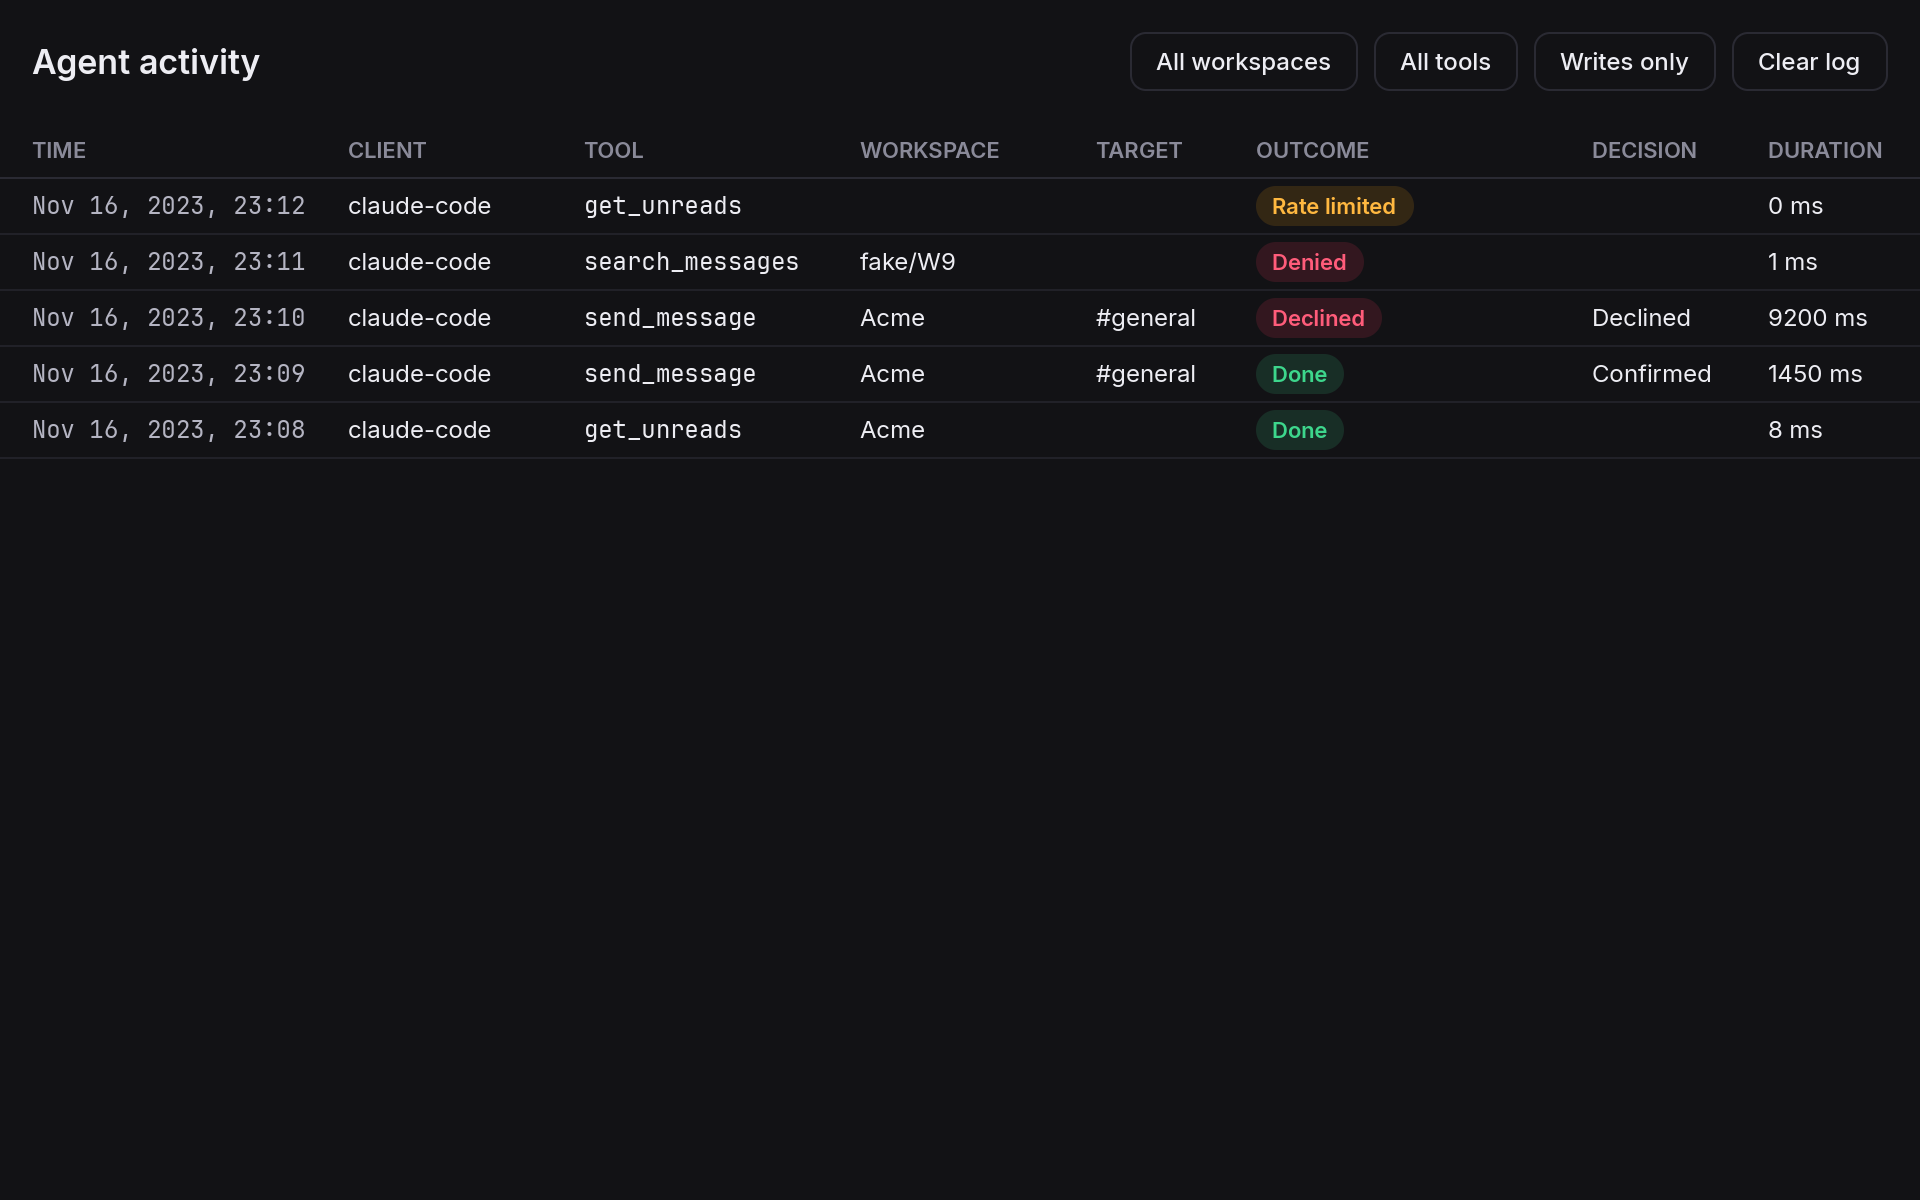 Agent activity All workspaces All tools Writes only Clear log
TIME CLIENT TOOL WORKSPACE TARGET OUTCOME DECISION DURATION
Nov 16, 2023, 23:12 claude-code get_unreads Rate limited 0 ms
Nov 16, 2023, 23:11 claude-code search_messages fake/W9 Denied 1 ms
Nov 16, 2023, 23:10 claude-code send_message Acme #general Declined Declined 9200 ms
Nov 16, 2023, 23:09 claude-code send_message Acme #general Done Confirmed 1450 ms
Nov 16, 2023, 23:08 claude-code get_unreads Acme Done 8 ms